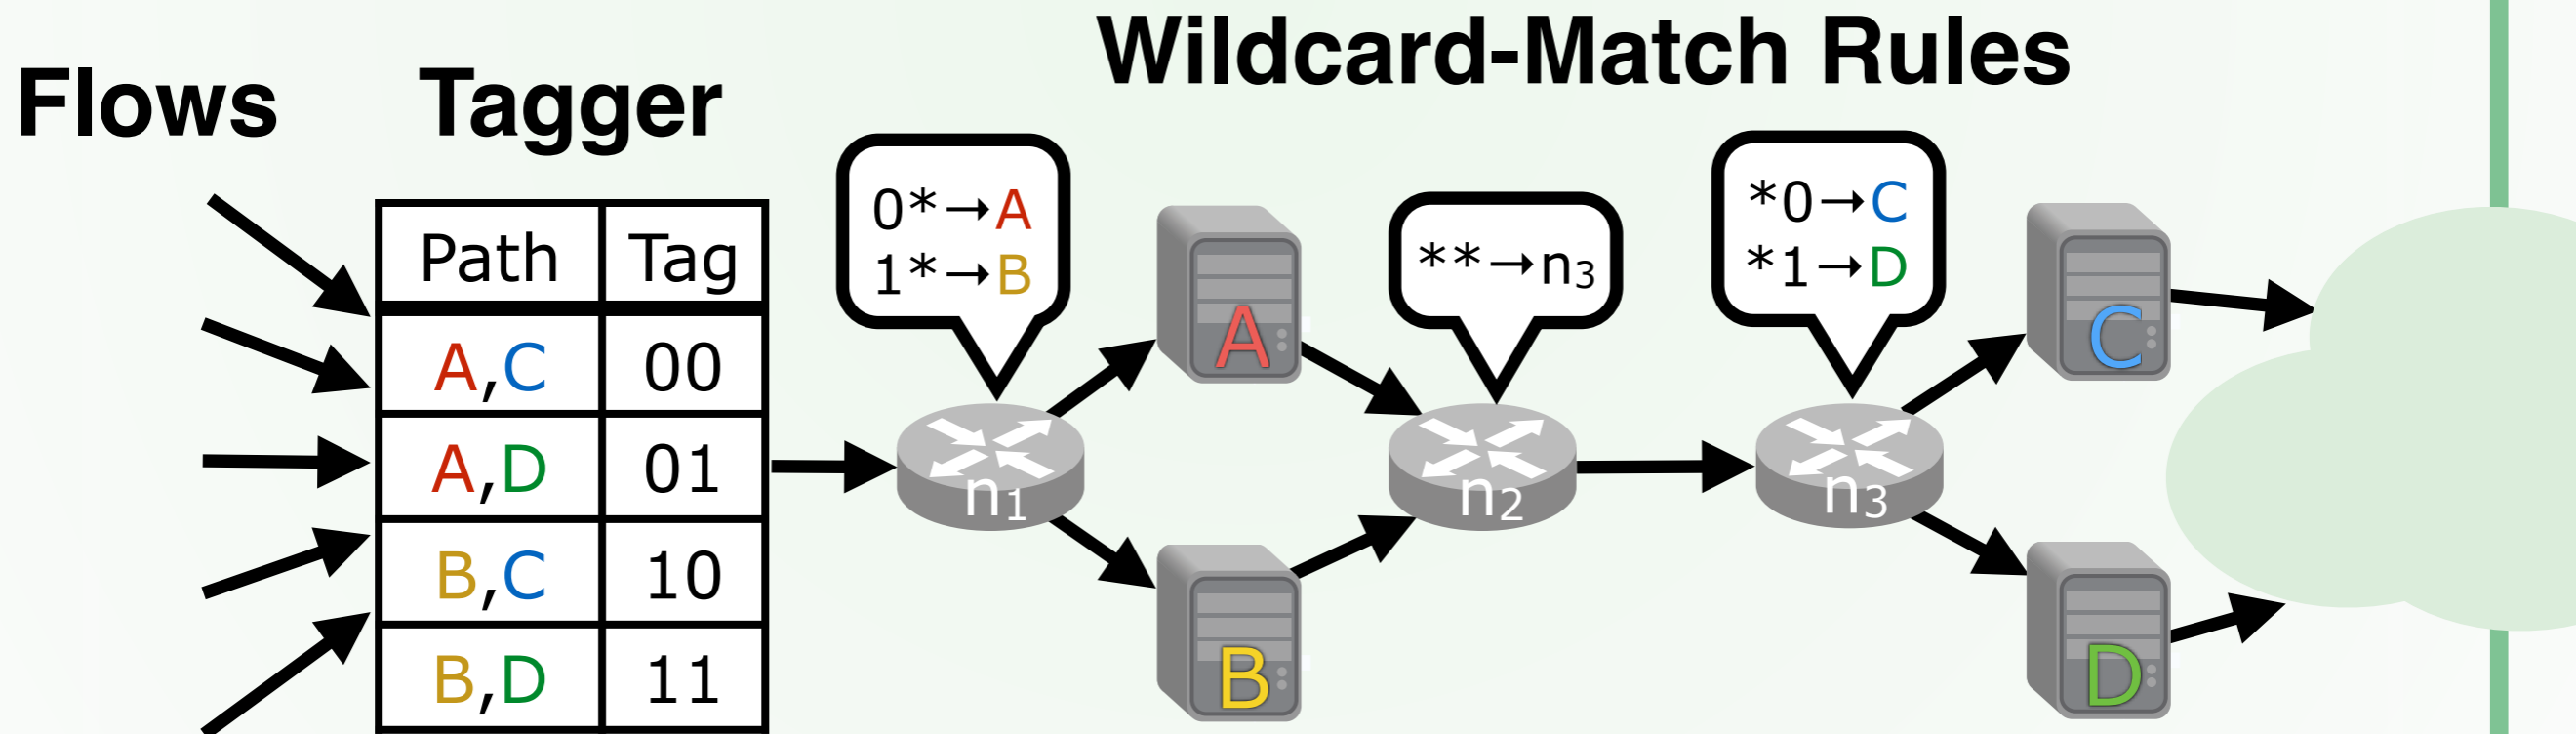 Wildcard-Match Rules
Flows Tagger
Path Tag
A,C 00
A,D 01
B,C 10
B,D 11
0*→A
1*→B
**→n3
*0→C
*1→D
A
C
n1 n2 n3
B
D